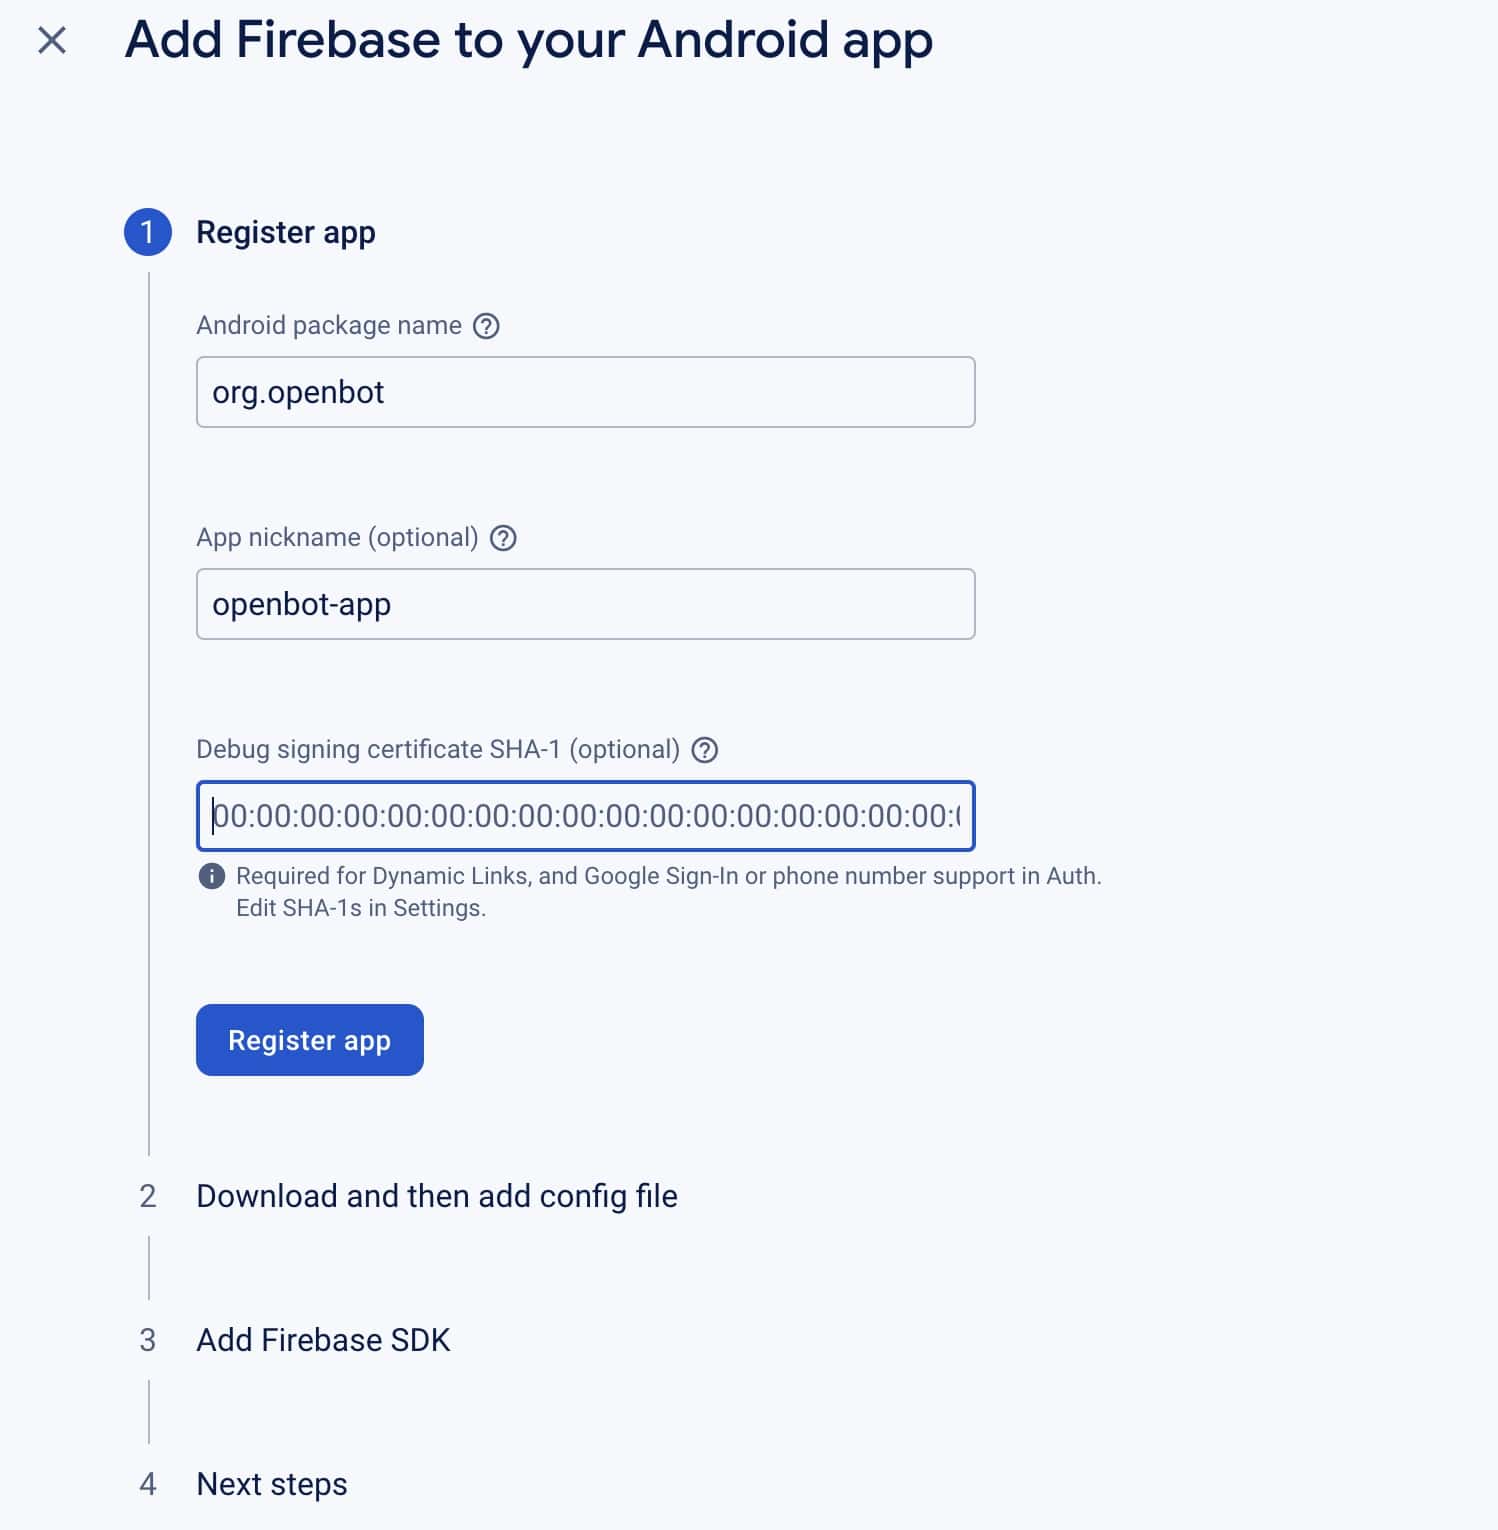 Add Firebase to your Android app
1 Register app
Android package name
org.openbot
App nickname (optional)
openbot-app
Debug signing certificate SHA-1 (optional)
00:00:00:00:00:00:00:00:00:00:00:00:00:00:00:00:00:0
Required for Dynamic Links, and Google Sign-In or phone number support in Auth.
Edit SHA-1s in Settings.
Register app
2 Download and then add config file
3 Add Firebase SDK
4 Next steps